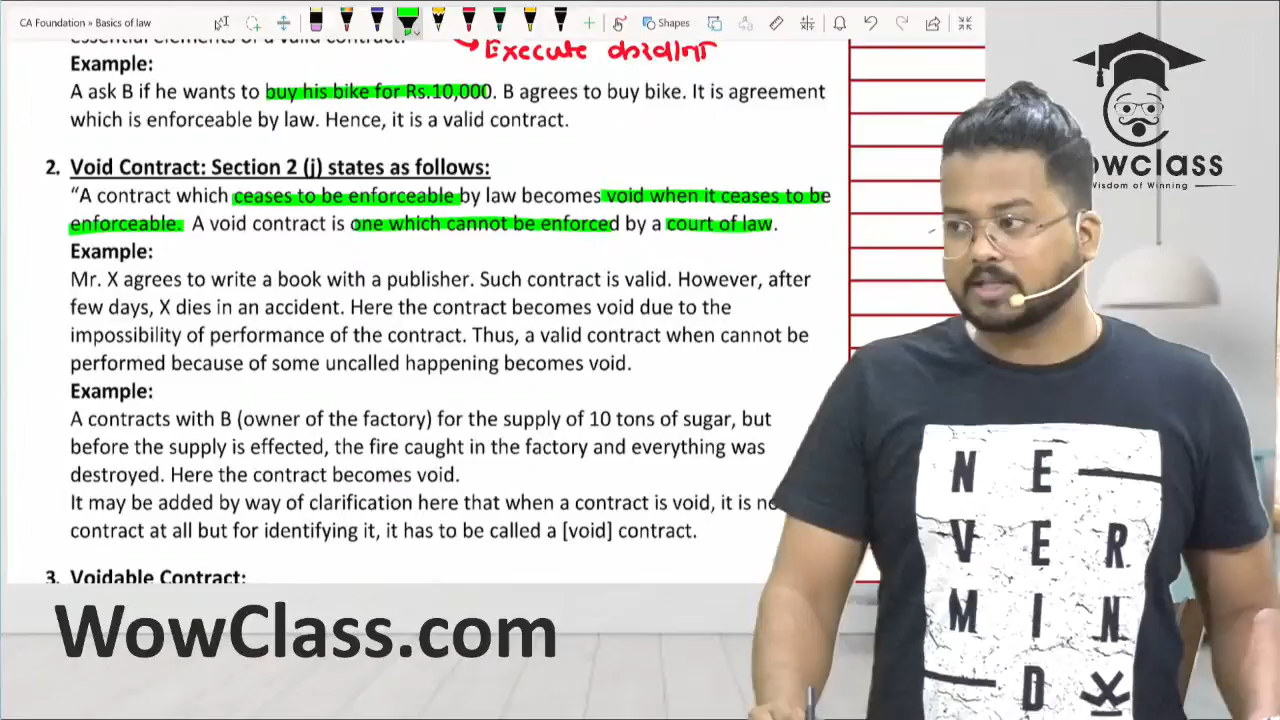 CA Foundation » Basics of law
Shapes
Essential elements of a valid contract.
Execute
Example:
A ask B if he wants to buy his bike for Rs.10,000. B agrees to buy bike. It is agreement
which is enforceable by law. Hence, it is a valid contract.
2. Void Contract: Section 2 (j) states as follows:
“A contract which ceases to be enforceable by law becomes void when it ceases to be
enforceable. A void contract is one which cannot be enforced by a court of law.
Example:
Mr. X agrees to write a book with a publisher. Such contract is valid. However, after
few days, X dies in an accident. Here the contract becomes void due to the
impossibility of performance of the contract. Thus, a valid contract when cannot be
performed because of some uncalled happening becomes void.
Example:
A contracts with B (owner of the factory) for the supply of 10 tons of sugar, but
before the supply is effected, the fire caught in the factory and everything was
destroyed. Here the contract becomes void.
It may be added by way of clarification here that when a contract is void, it is no
contract at all but for identifying it, it has to be called a [void] contract.
3. Voidable Contract:
WowClass.com
wowclass
Wisdom of Winning
N E
V E R
M I N
D